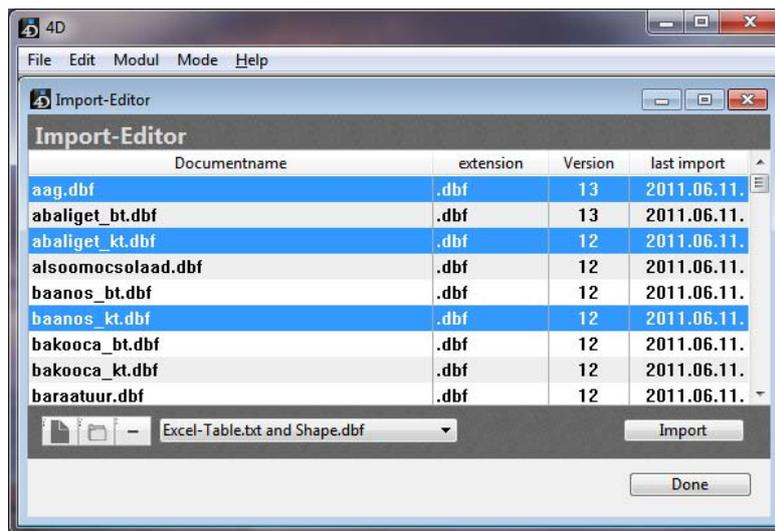 4D
File Edit Modul Mode Help
Import-Editor
Import-Editor
Documentname extension Version last import
aag.dbf .dbf 13 2011.06.11.
abaliget_bt.dbf .dbf 13 2011.06.11.
abaliget_kt.dbf .dbf 12 2011.06.11.
alsoomocsolaad.dbf .dbf 12 2011.06.11.
baanos_bt.dbf .dbf 12 2011.06.11.
baanos_kt.dbf .dbf 12 2011.06.11.
bakooca_bt.dbf .dbf 12 2011.06.11.
bakooca_kt.dbf .dbf 12 2011.06.11.
baraatuur.dbf .dbf 12 2011.06.11.
Excel-Table.txt and Shape.dbf Import
Done